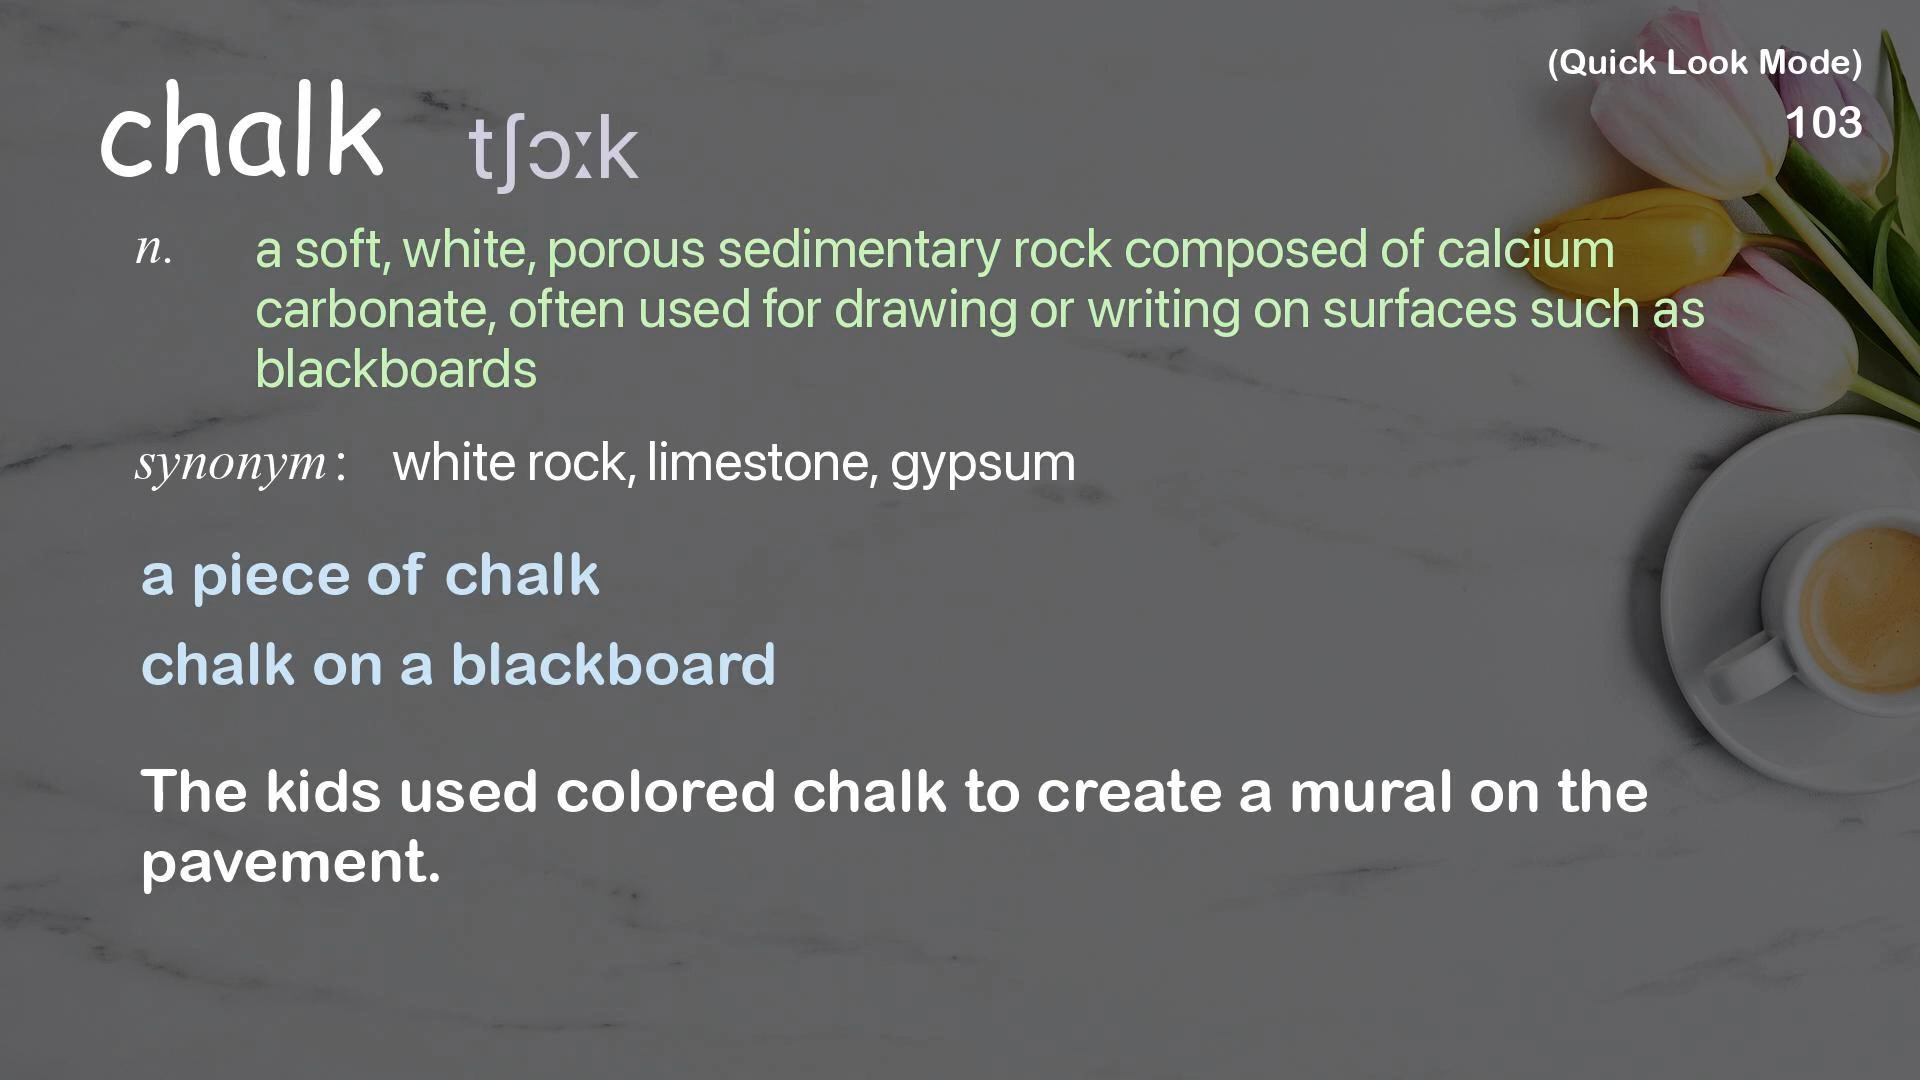 (Quick Look Mode)
103
chalk tʃɔːk
n. a soft, white, porous sedimentary rock composed of calcium
carbonate, often used for drawing or writing on surfaces such as
blackboards
synonym: white rock, limestone, gypsum
a piece of chalk
chalk on a blackboard
The kids used colored chalk to create a mural on the
pavement.